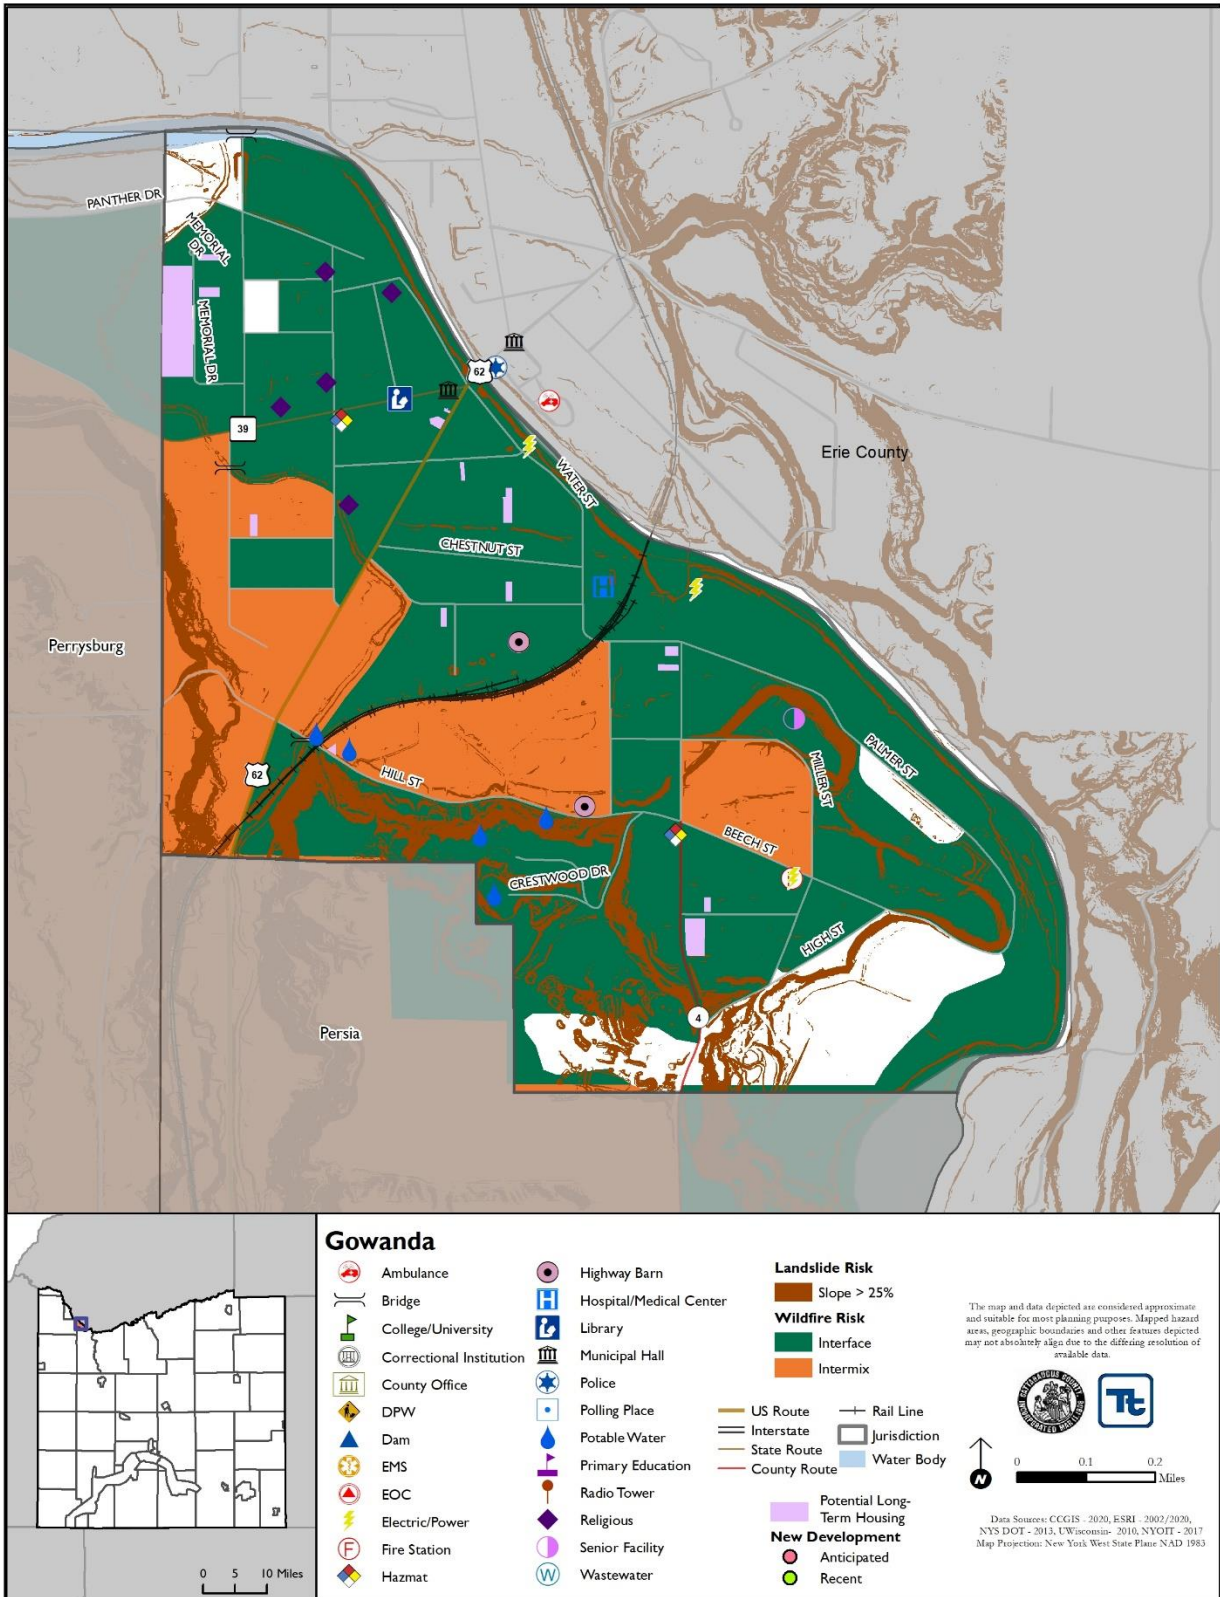 PANTHER DR
MEMORIAL
DR
MEMORIAL DR
62
39
WATER ST
Erie County
CHESTNUT ST
Perrysburg
62
HILL ST
PALMER ST
MILLER ST
BEECH ST
CRESTWOOD DR
HIGH ST
4
Persia
Gowanda
Ambulance
Bridge
College/University
Correctional Institution
County Office
DPW
Dam
EMS
EOC
Electric/Power
F Fire Station
Hazmat
Highway Barn
H Hospital/Medical Center
Library
Municipal Hall
Police
Polling Place
Potable Water
Primary Education
Radio Tower
Religious
Senior Facility
W Wastewater
Landslide Risk
Slope > 25%
Wildfire Risk
Interface
Intermix
US Route
Interstate
State Route
County Route
Rail Line
Jurisdiction
Water Body
Potential Long-
Term Housing
New Development
Anticipated
Recent
The map and data depicted are considered approximate
and suitable for most planning purposes. Mapped hazard
areas, geographic boundaries and other features depicted
may not absolutely align due to the differing resolution of
available data.
Tt
N
0 0.1 0.2
Miles
Data Sources: CCGIS - 2020, ESRI - 2002/2020,
NYS DOT - 2013, UWisconsin- 2010, NYOIT - 2017
Map Projection: New York West State Plane NAD 1983
0 5 10 Miles